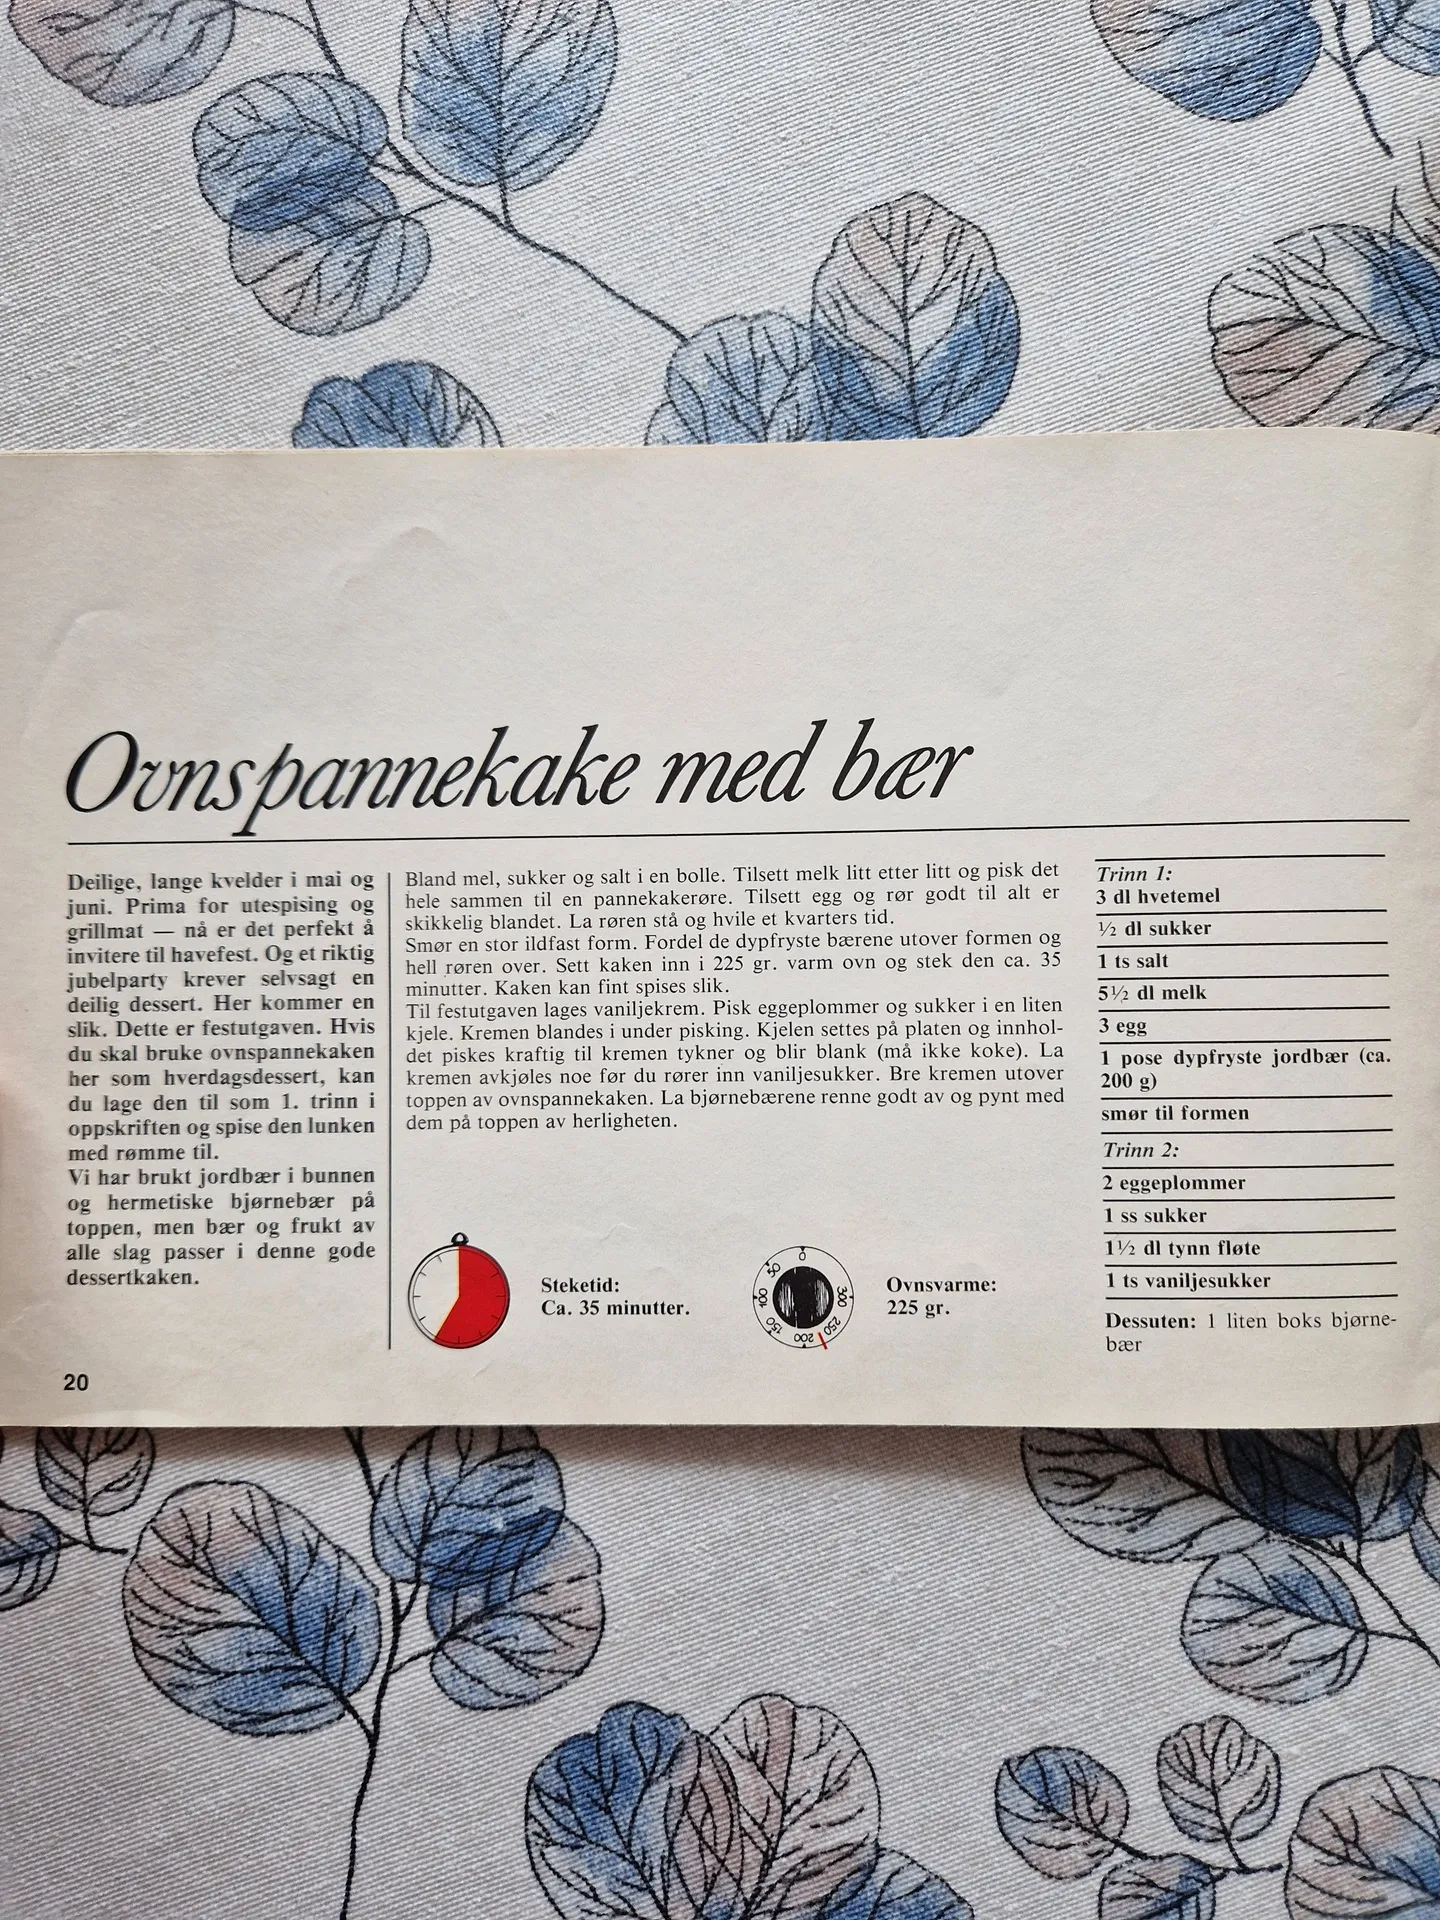 Ovnspannekake med bær
Deilige, lange kvelder i mai og
juni. Prima for utespising og
grillmat — nå er det perfekt å
invitere til havefest. Og et riktig
jubelparty krever selvsagt en
deilig dessert. Her kommer en
slik. Dette er festutgaven. Hvis
du skal bruke ovnspannekaken
her som hverdagsdessert, kan
du lage den til som 1. trinn i
oppskriften og spise den lunken
med rømme til.
Vi har brukt jordbær i bunnen
og hermetiske bjørnebær på
toppen, men bær og frukt av
alle slag passer i denne gode
dessertkaken.
Bland mel, sukker og salt i en bolle. Tilsett melk litt etter litt og pisk det
hele sammen til en pannekakerøre. Tilsett egg og rør godt til alt er
skikkelig blandet. La røren stå og hvile et kvarters tid.
Smør en stor ildfast form. Fordel de dypfryste bærene utover formen og
hell røren over. Sett kaken inn i 225 gr. varm ovn og stek den ca. 35
minutter. Kaken kan fint spises slik.
Til festutgaven lages vaniljekrem. Pisk eggeplommer og sukker i en liten
kjele. Kremen blandes i under pisking. Kjelen settes på platen og innhol-
det piskes kraftig til kremen tykner og blir blank (må ikke koke). La
kremen avkjøles noe før du rører inn vaniljesukker. Bre kremen utover
toppen av ovnspannekaken. La bjørnebærene renne godt av og pynt med
dem på toppen av herligheten.
Steketid:
Ca. 35 minutter.
0
50
100
150
200
250
300
Ovnsvarme:
225 gr.
Trinn 1:
3 dl hvetemel
½ dl sukker
1 ts salt
5½ dl melk
3 egg
1 pose dypfryste jordbær (ca.
200 g)
smør til formen
Trinn 2:
2 eggeplommer
1 ss sukker
1½ dl tynn fløte
1 ts vaniljesukker
Dessuten: 1 liten boks bjørne-
bær
20